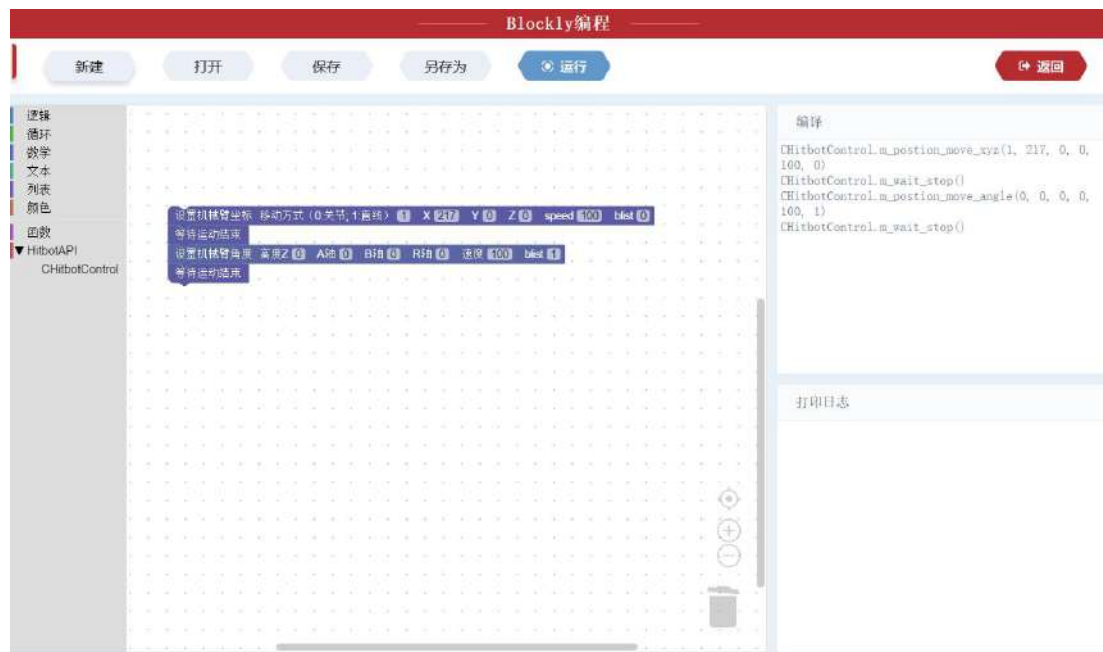 Blockly编程
新建
打开
保存
另存为
运行
返回
逻辑
循环
数学
文本
列表
颜色
函数
HitbotAPI
CHitbotControl
设置机械臂坐标 移动方式（0:关节, 1:直线） 1 X 217 Y 0 Z 0 speed 100 blist 0
等待运动结束
设置机械臂角度 高度Z 0 A轴 0 B轴 0 R轴 0 速度 100 blist 1
等待运动结束
编译
CHitbotControl.m_postion_move_xyz(1, 217, 0, 0,
100, 0)
CHitbotControl.m_wait_stop()
CHitbotControl.m_postion_move_angle(0, 0, 0, 0,
100, 1)
CHitbotControl.m_wait_stop()
打印日志